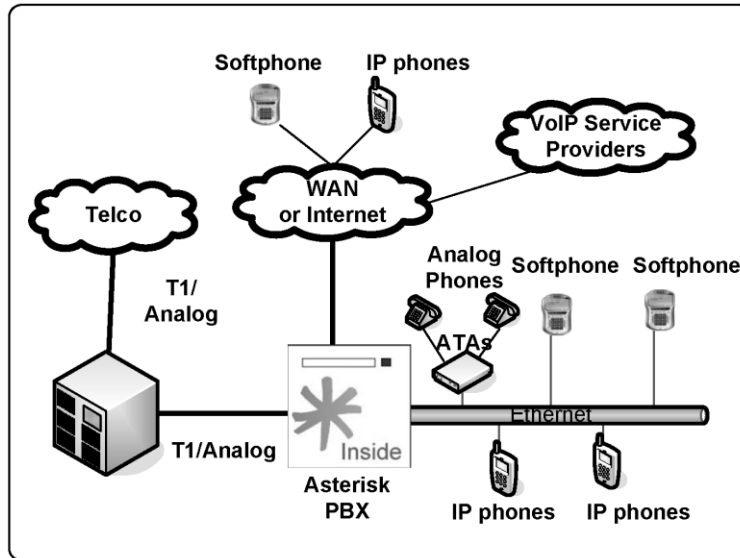 Softphone
IP phones
VoIP Service
Providers
WAN
or Internet
Telco
Analog
Phones
Softphone
Softphone
T1/
Analog
ATAs
Ethernet
Inside
T1/Analog
Asterisk
PBX
IP phones
IP phones